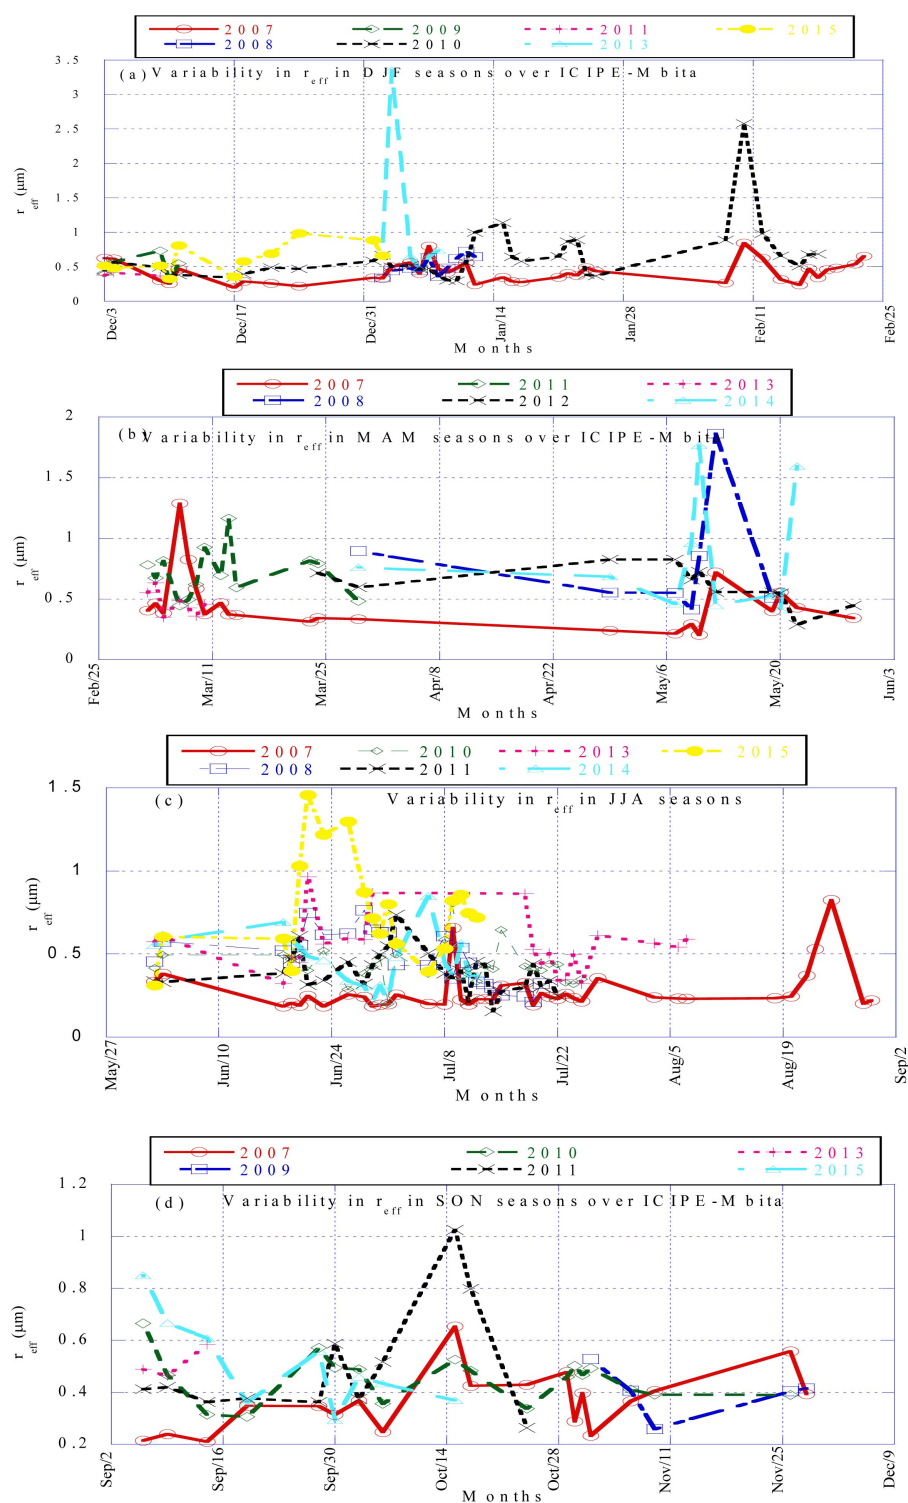 2007 2009 2011 2015
2008 2010 2013
(a) Variability in r eff in DJF seasons over ICIPE-Mbita
3.5
3
2.5
2
1.5
1
0.5
0
r eff (μm)
Dec/3 Dec/17 Dec/31 Jan/14 Jan/28 Feb/11 Feb/25
Months
2007 2011 2013
2008 2012 2014
(b) Variability in r eff in MAM seasons over ICIPE-Mbita
2
1.5
1
0.5
0
r eff (μm)
Feb/25 Mar/11 Mar/25 Apr/8 Apr/22 May/6 May/20 Jun/3
Months
2007 2010 2013 2015
2008 2011 2014
(c) Variability in r eff in JJA seasons
1.5
1
0.5
0
r eff (μm)
May/27 Jun/10 Jun/24 Jul/8 Jul/22 Aug/5 Aug/19 Sep/2
Months
2007 2010 2013
2009 2011 2015
(d) Variability in r eff in SON seasons over ICIPE-Mbita
1.2
1
0.8
0.6
0.4
0.2
r eff (μm)
Sep/2 Sep/16 Sep/30 Oct/14 Oct/28 Nov/11 Nov/25 Dec/9
Months